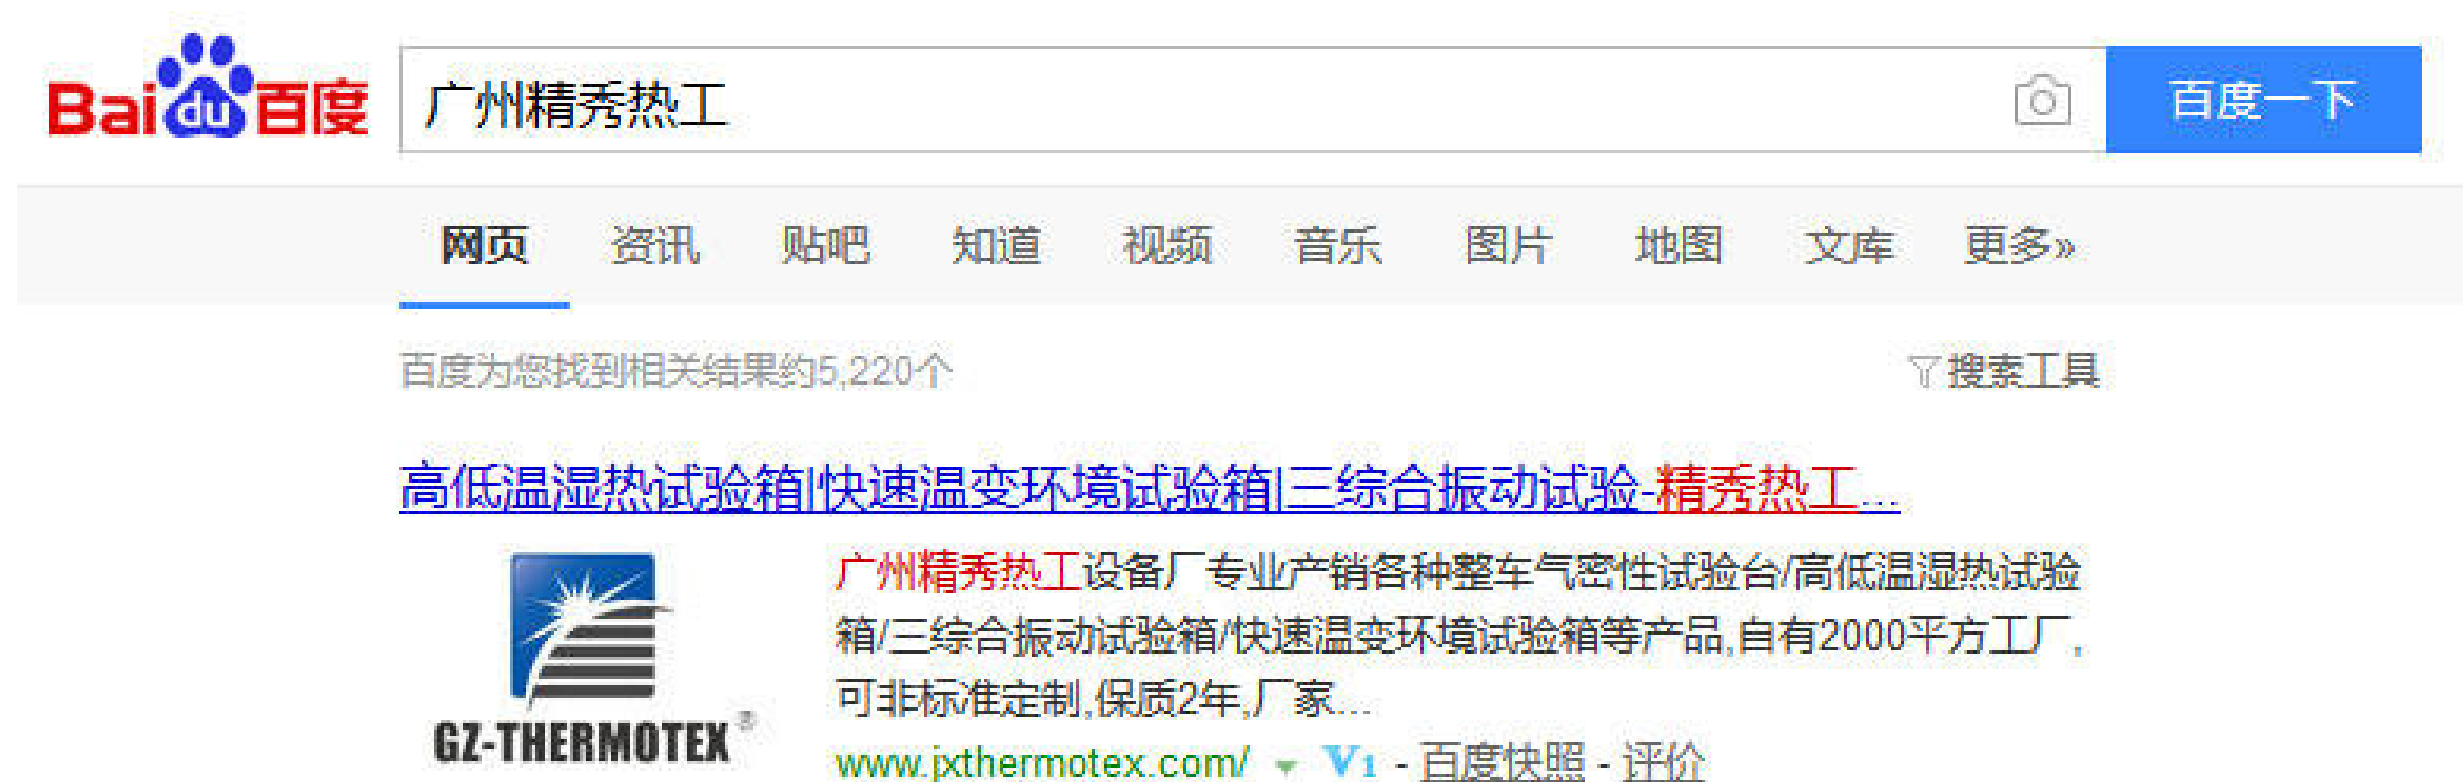 Bai du 百度 广州精秀热工 百度一下
网页 资讯 贴吧 知道 视频 音乐 图片 地图 文库 更多»
百度为您找到相关结果约5,220个 搜索工具
高低温湿热试验箱|快速温变环境试验箱|三综合振动试验-精秀热工...
广州精秀热工设备厂专业产销各种整车气密性试验台/高低温湿热试验
箱/三综合振动试验箱/快速温变环境试验箱等产品,自有2000平方工厂,
可非标准定制,保质2年,厂家...
GZ-THERMOTEX®
www.jxthermotex.com/ V1 - 百度快照 - 评价